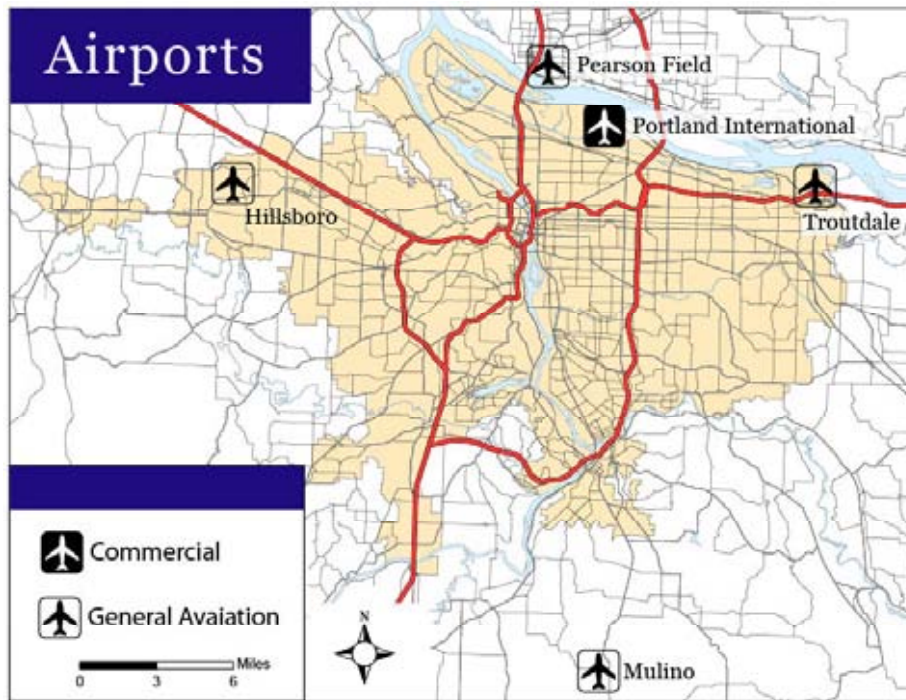 Airports
Pearson Field
Portland International
Hillsboro
Troutdale
Commercial
General Avaiation
0 3 6 Miles
N
Mulino